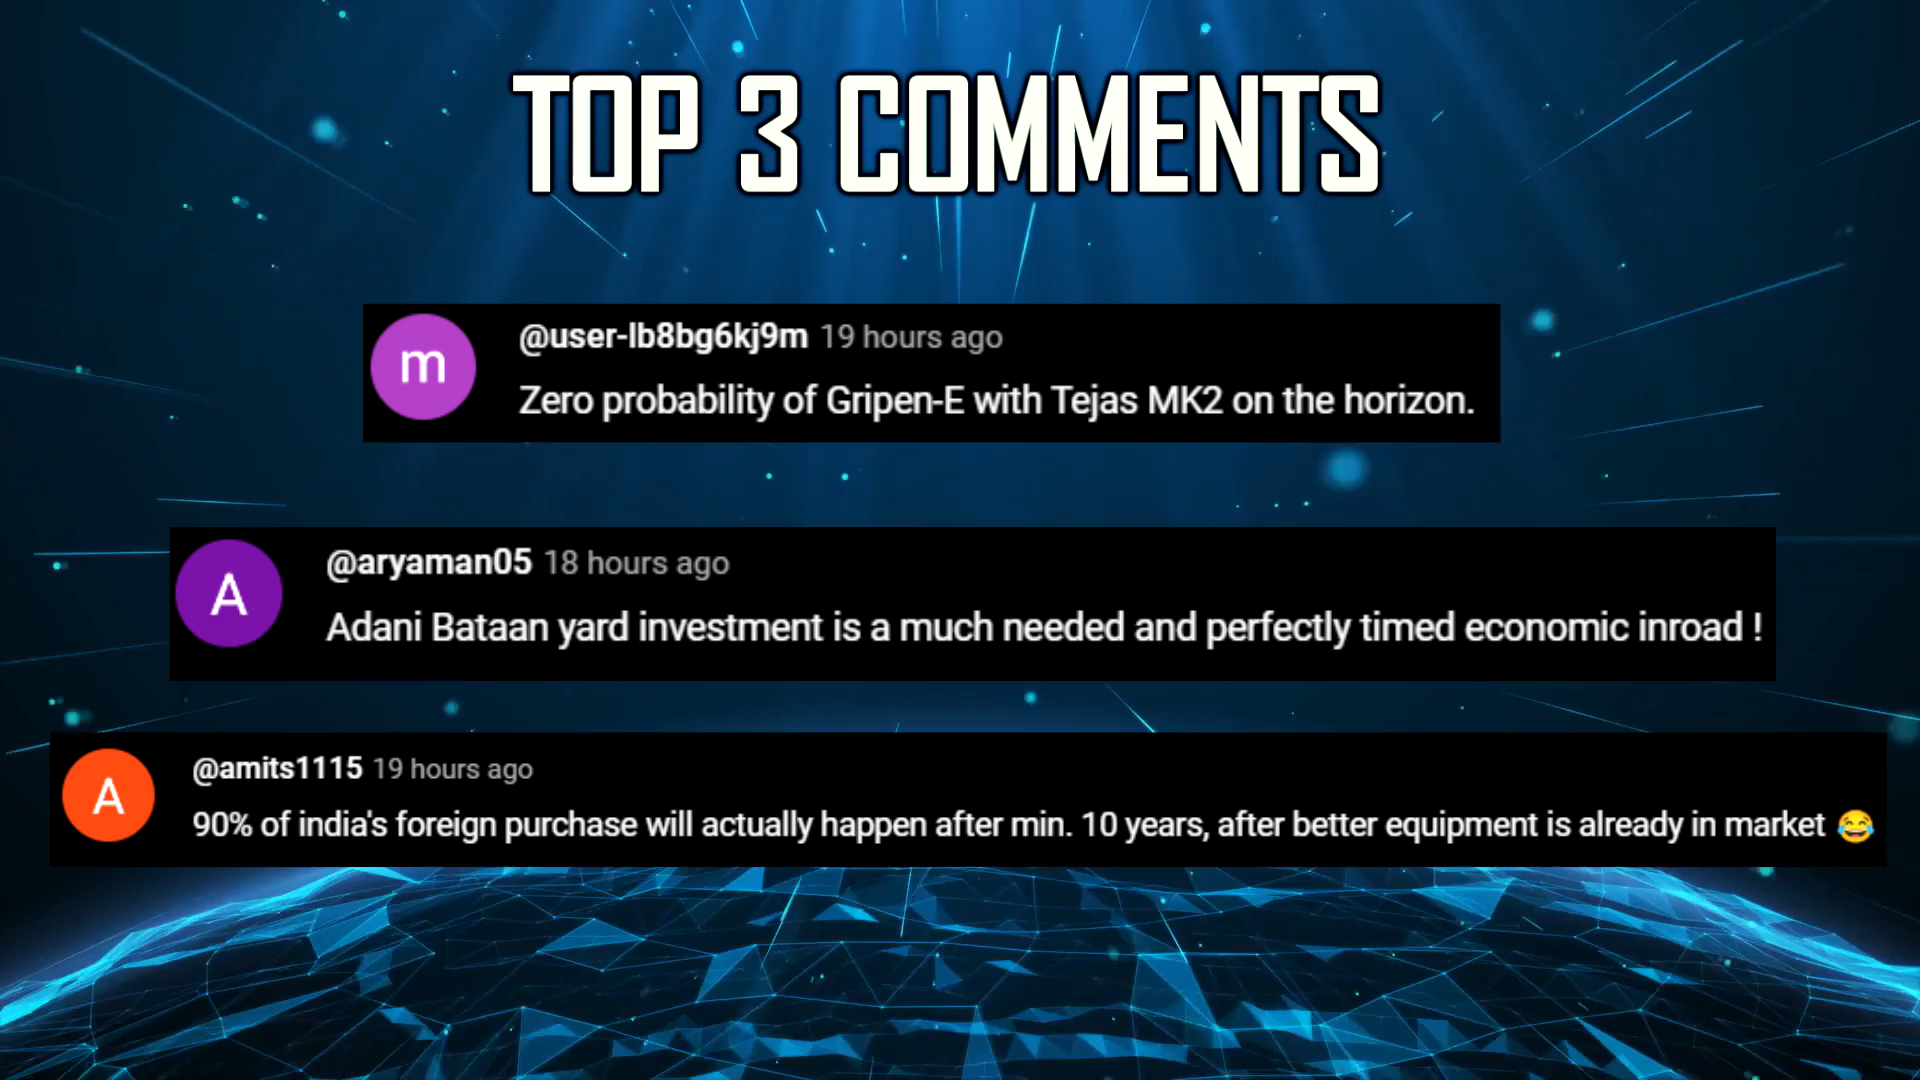 TOP 3 COMMENTS
m
@user-lb8bg6kj9m 19 hours ago
Zero probability of Gripen-E with Tejas MK2 on the horizon.
A
@aryaman05 18 hours ago
Adani Bataan yard investment is a much needed and perfectly timed economic inroad !
A
@amits1115 19 hours ago
90% of india's foreign purchase will actually happen after min. 10 years, after better equipment is already in market 😂